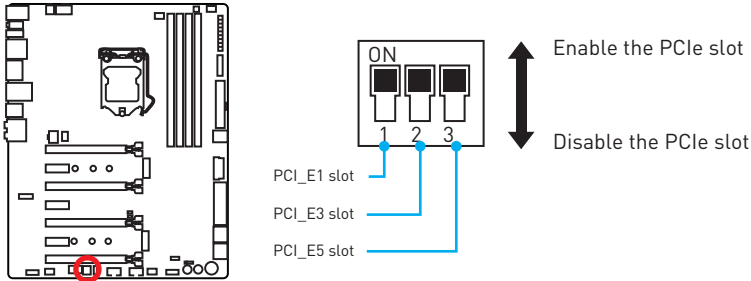 ON
1 2 3
Enable the PCIe slot
Disable the PCIe slot
PCI_E1 slot
PCI_E3 slot
PCI_E5 slot